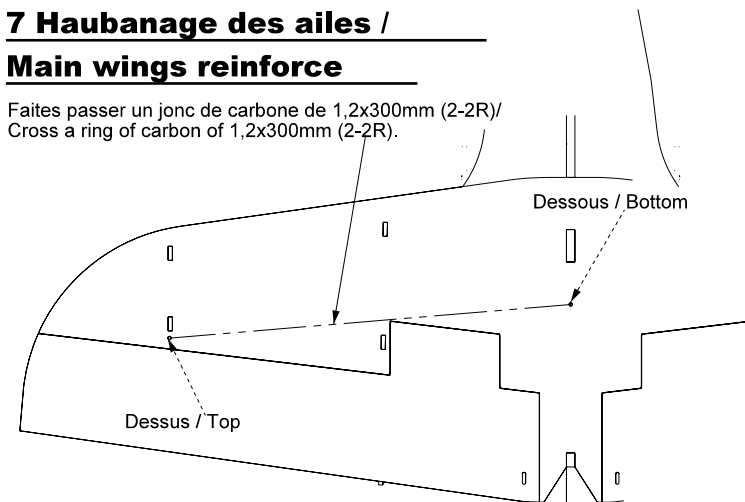 7 Haubanage des ailes /
Main wings reinforce
Faites passer un jonc de carbone de 1,2x300mm (2-2R)/
Cross a ring of carbon of 1,2x300mm (2-2R).
Dessous / Bottom
Dessus / Top